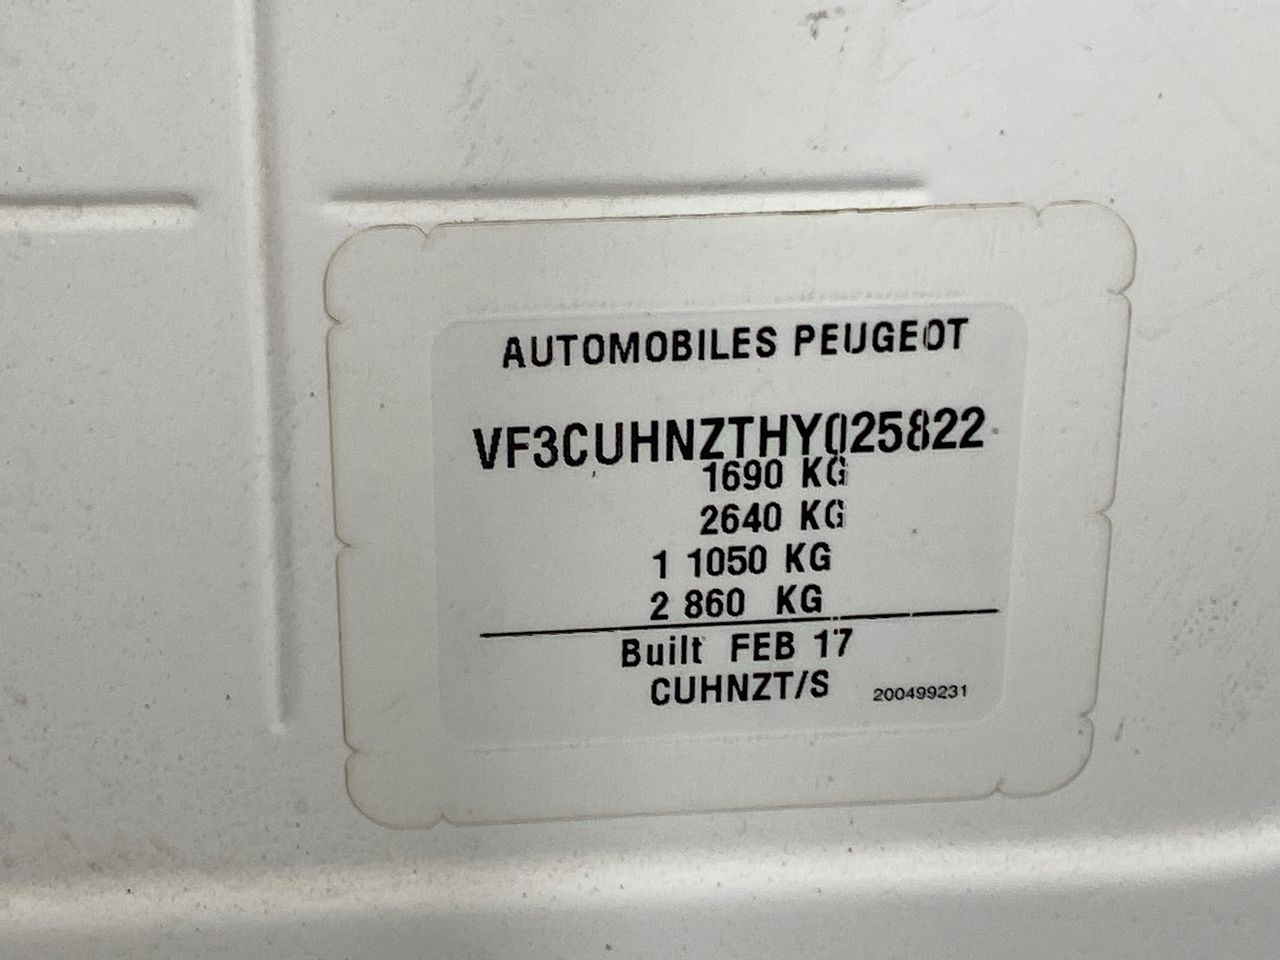 AUTOMOBILES PEUGEOT
VF3CUHNZTHY025822
1690 KG
2640 KG
1 1050 KG
2 860 KG
Built FEB 17
CUHNZT/S 200499231